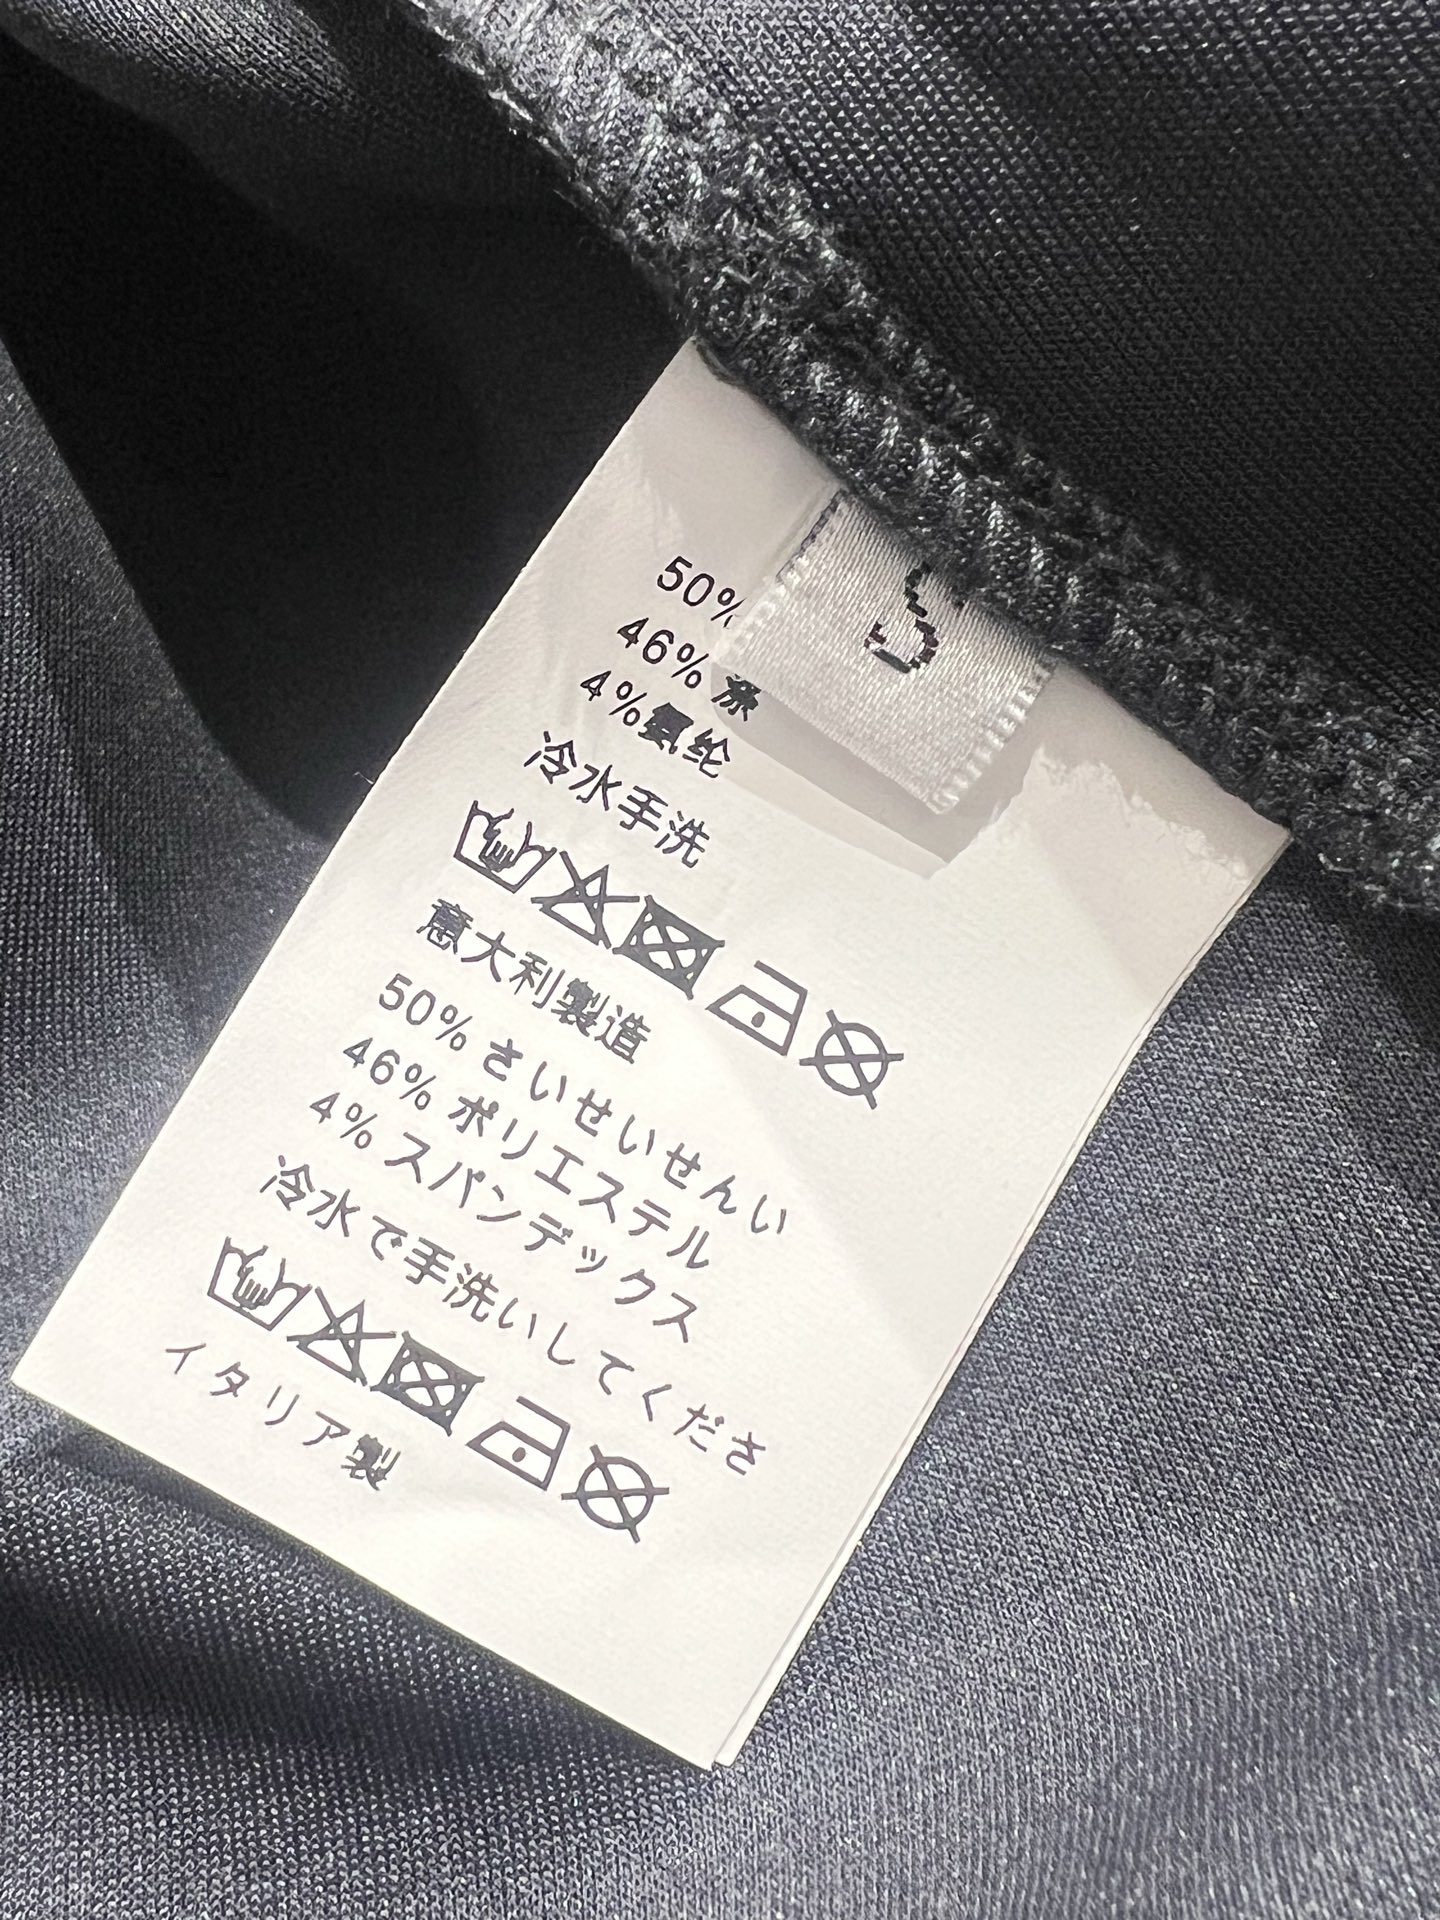 S
50%
46% 涤
4%氨纶
冷水手洗
意大利製造
50% さいせいせんい
46% ポリエステル
4% スパンデックス
冷水で手洗いしてくださ
イタリア製